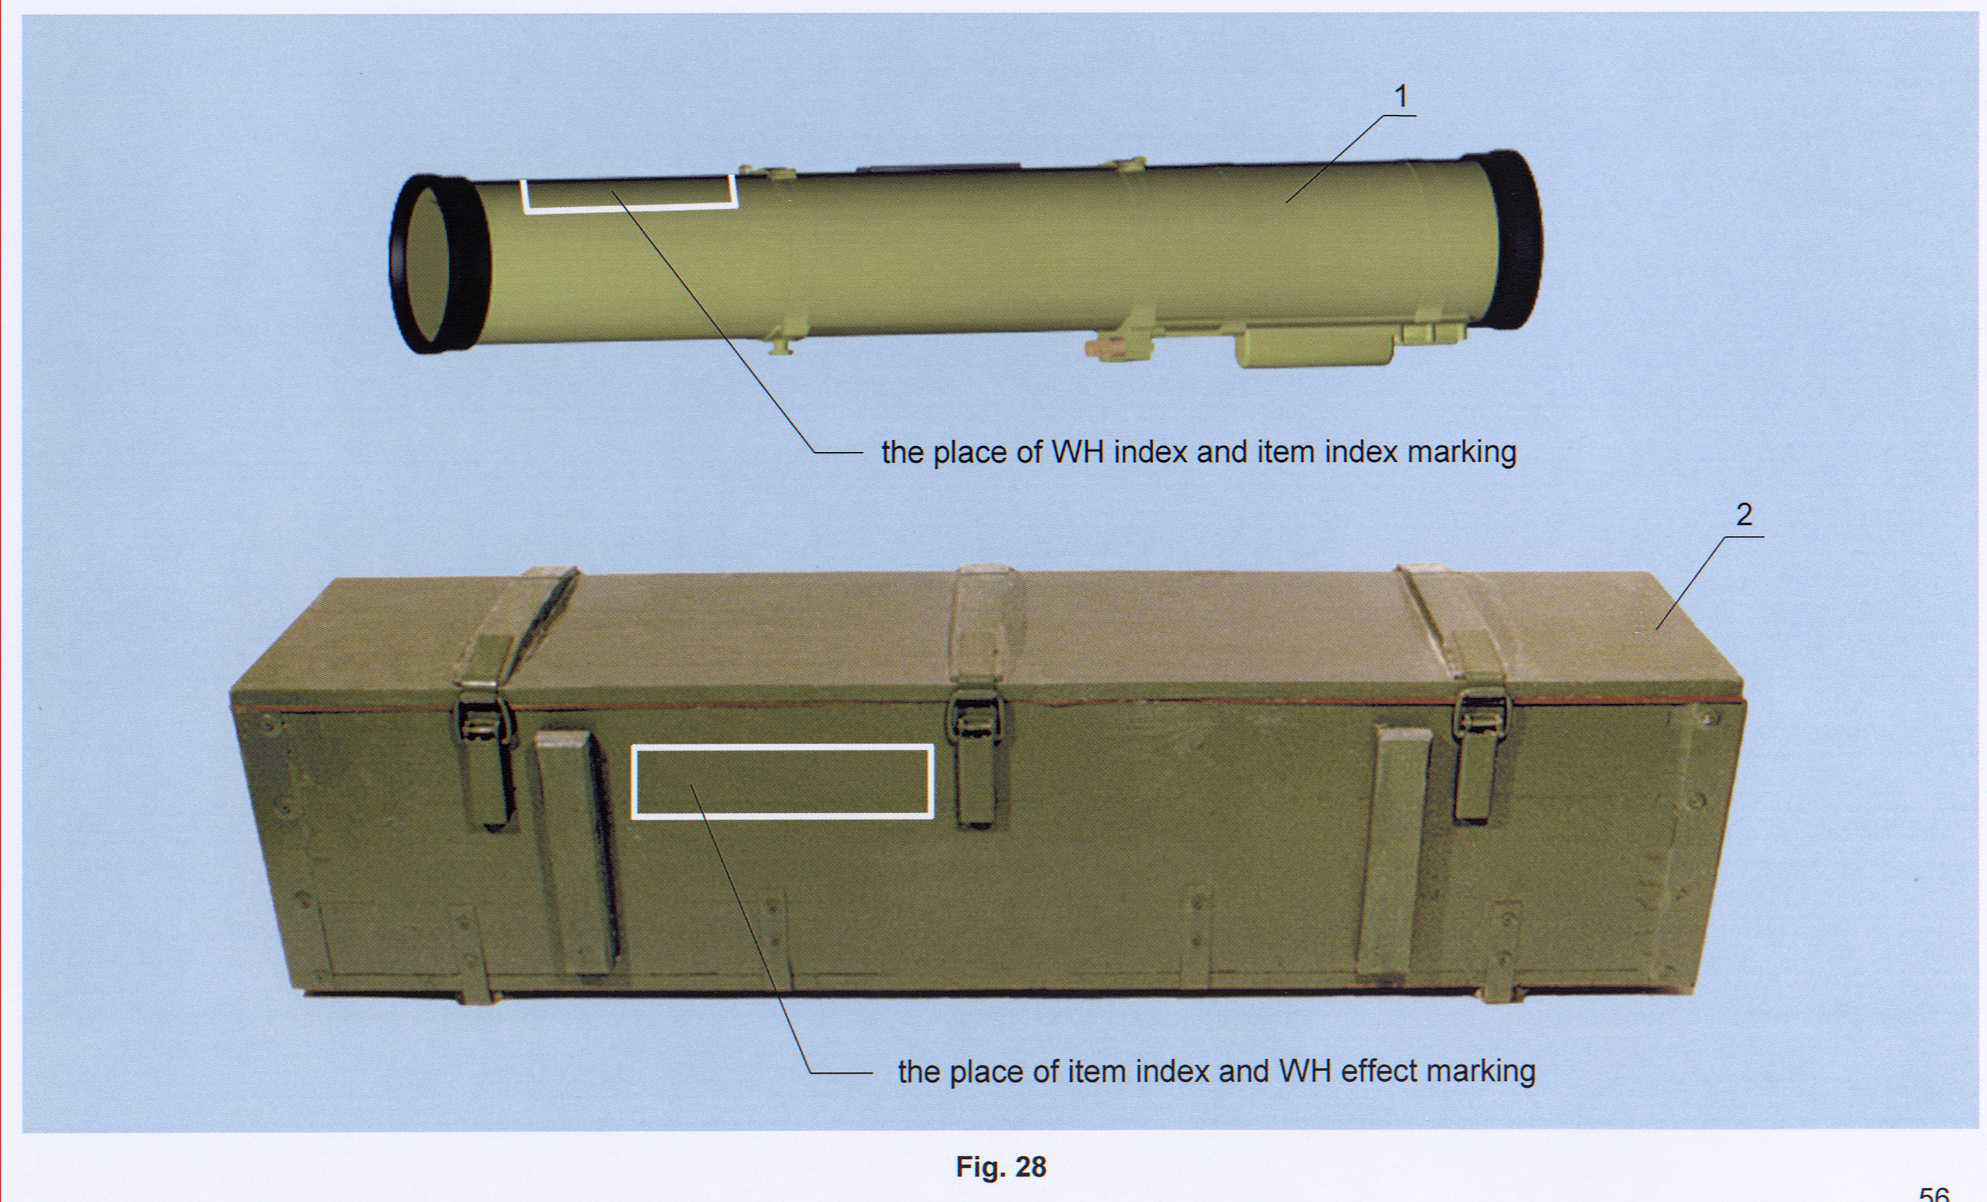 1
the place of WH index and item index marking
2
the place of item index and WH effect marking
Fig. 28
56